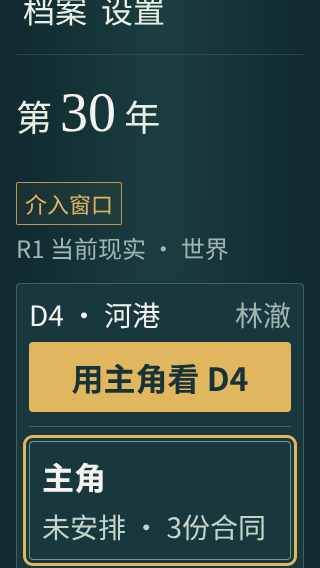 档案 设置
第 30 年
介入窗口
R1 当前现实 · 世界
D4 · 河港 林澈
用主角看 D4
主角
未安排 · 3份合同